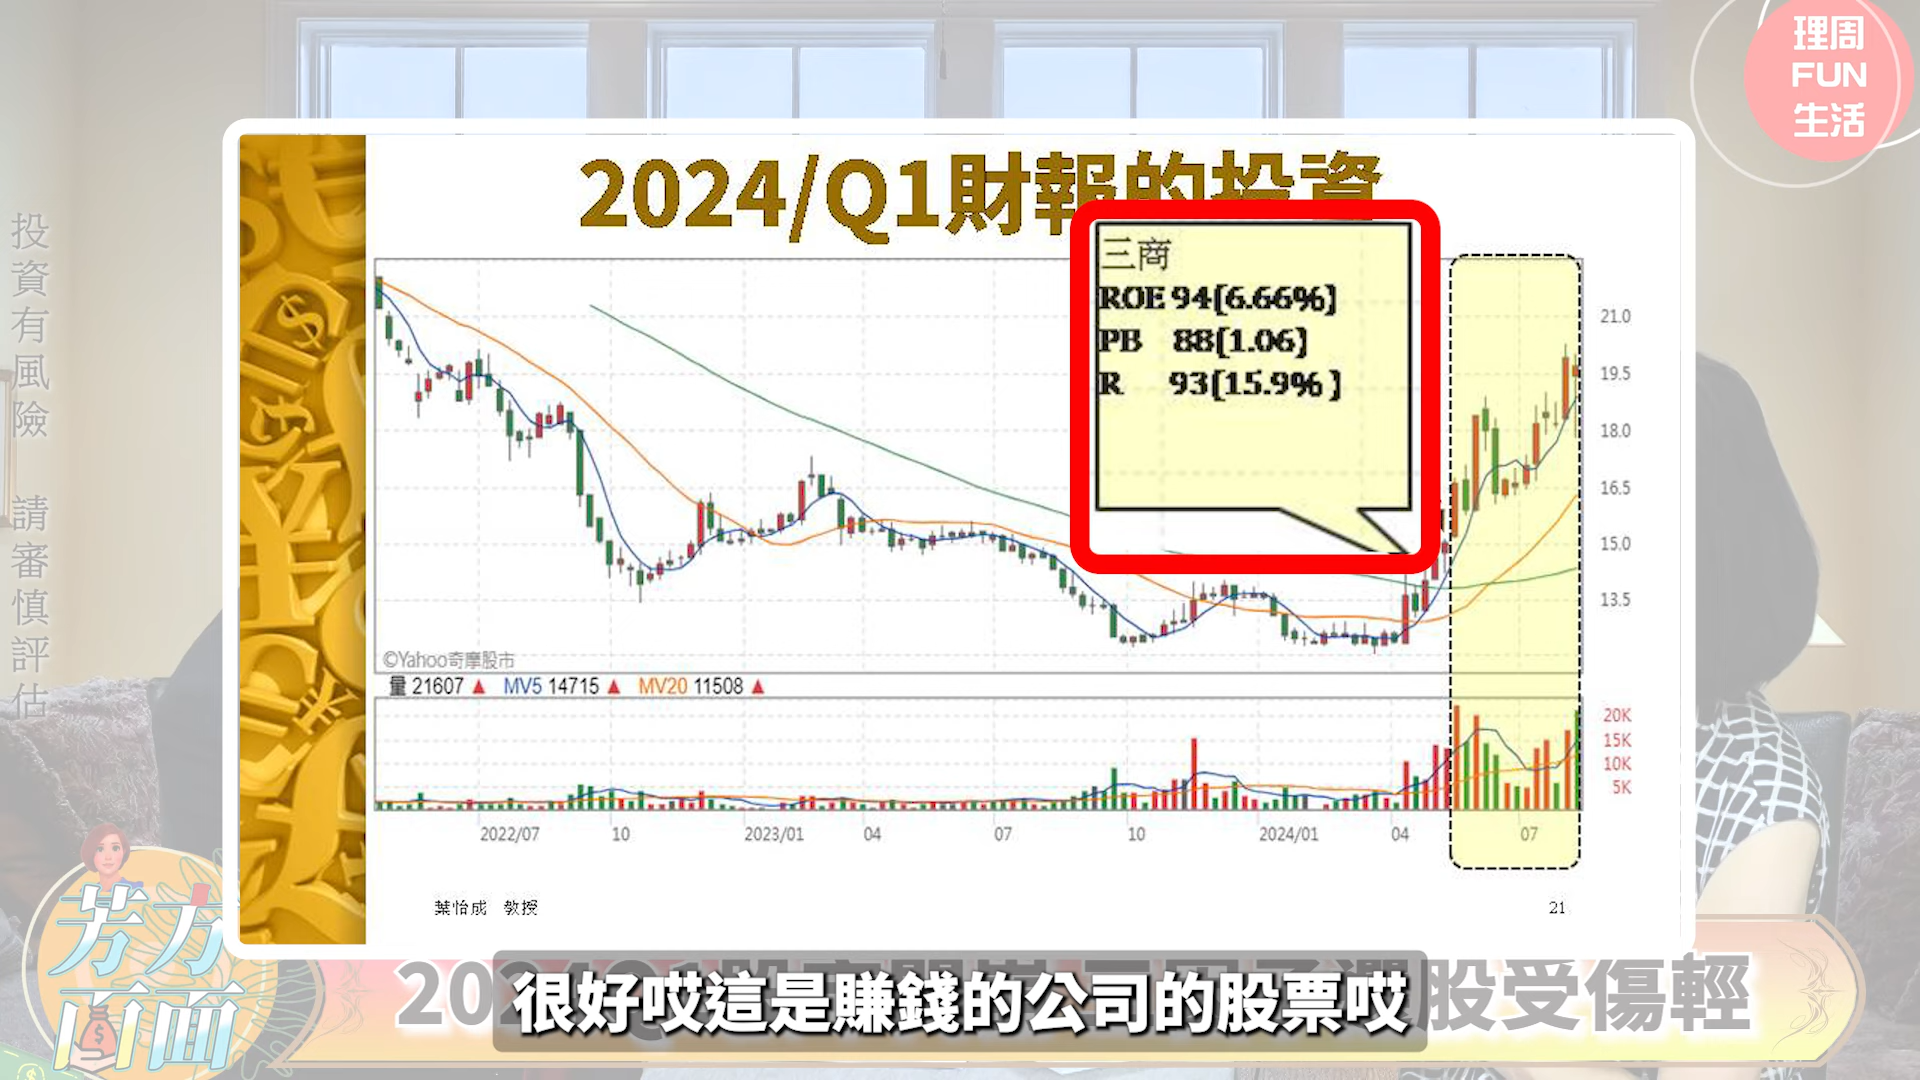 理周
FUN
生活
投資有風險 請審慎評估
2024/Q1財報的投資
三商
ROE 94[6.66%]
PB 88[1.06]
R 93[15.9% ]
21.0
19.5
18.0
16.5
15.0
13.5
©Yahoo奇摩股市
量 21607 ▲ MV5 14715 ▲ MV20 11508 ▲
20K
15K
10K
5K
2022/07 10 2023/01 04 07 10 2024/01 04 07
葉怡成 教授
21
芳方
百面
股受傷輕
很好哎這是賺錢的公司的股票哎